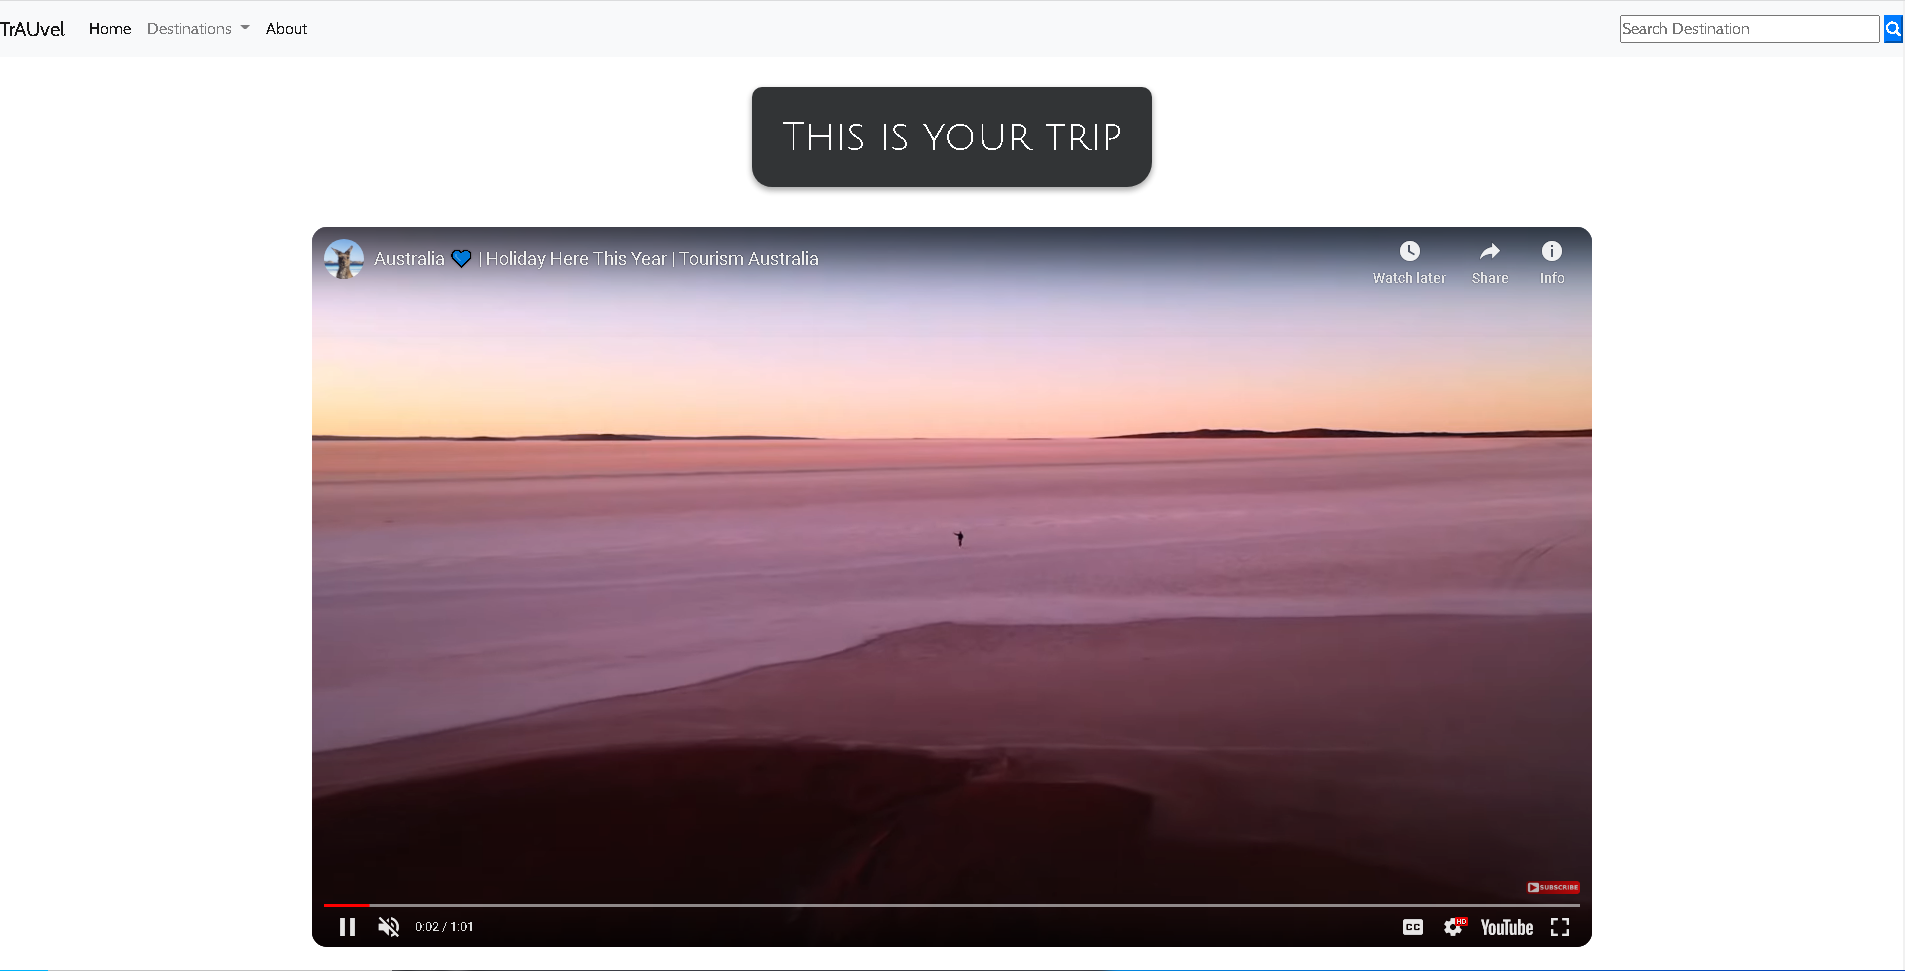 TrAUvel Home Destinations About Search Destination
This is your trip
Australia 💙 | Holiday Here This Year | Tourism Australia
Watch later Share Info
SUBSCRIBE
0:02 / 1:01 CC HD YouTube